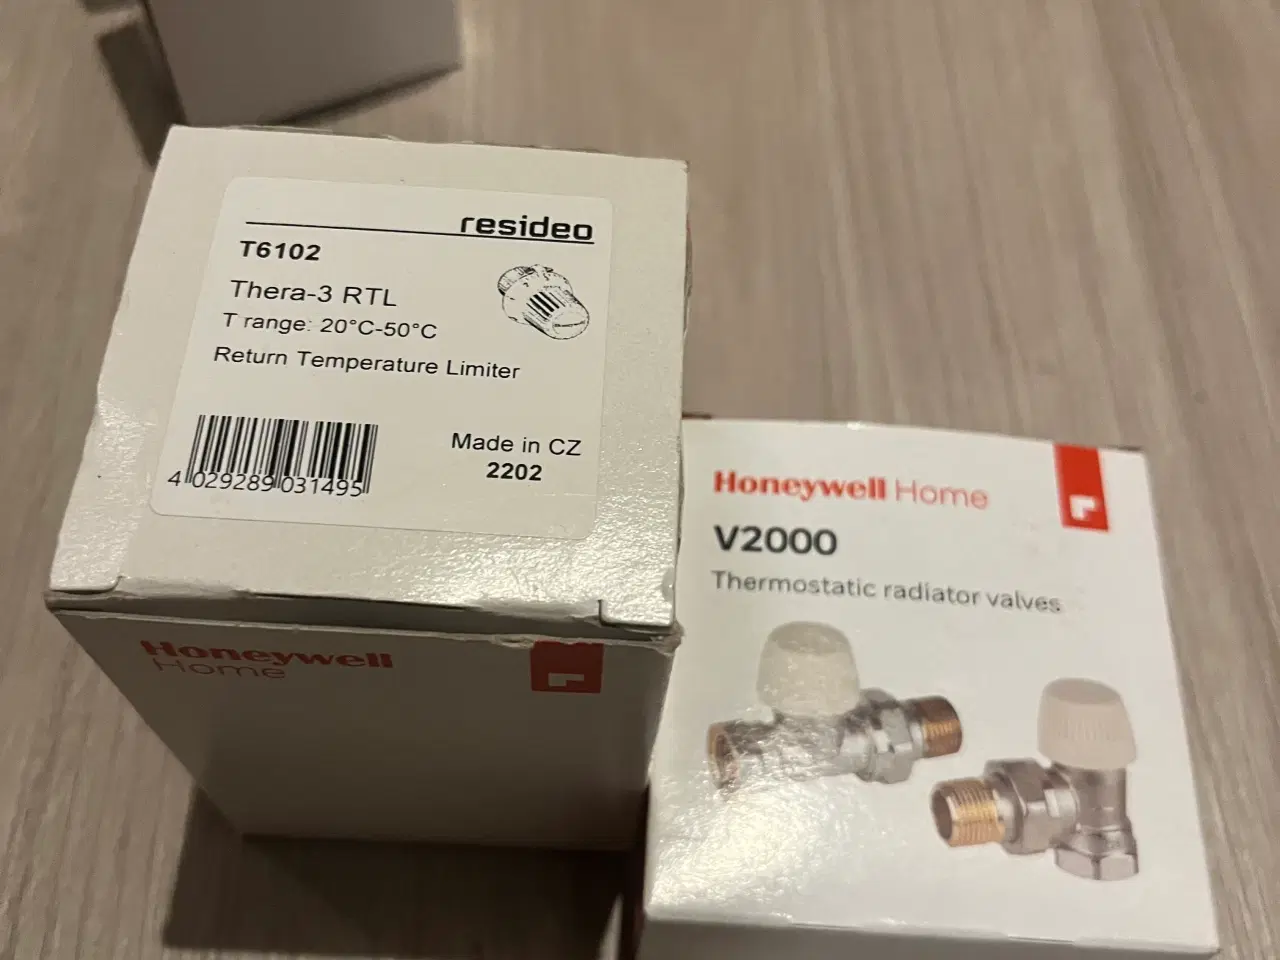 resideo
T6102
Thera-3 RTL
T range: 20°C-50°C
Return Temperature Limiter
Made in CZ
2202
4 029289 031495
Honeywell
Home
Honeywell Home
V2000
Thermostatic radiator valves